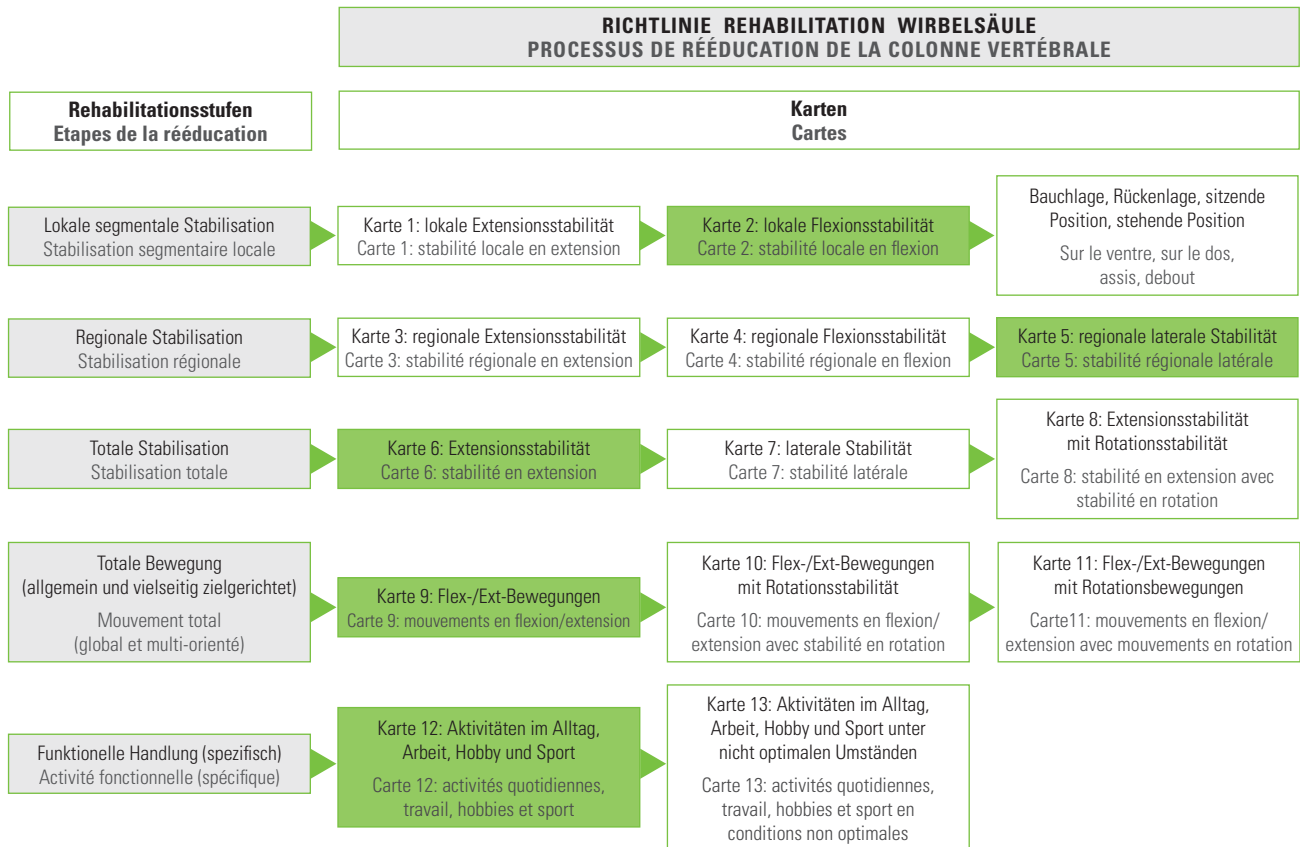 RICHTLINIE REHABILITATION WIRBELSÄULE
PROCESSUS DE RÉÉDUCATION DE LA COLONNE VERTÉBRALE
Rehabilitationsstufen
Etapes de la rééducation
Karten
Cartes
Lokale segmentale Stabilisation
Stabilisation segmentaire locale
Karte 1: lokale Extensionsstabilität
Carte 1: stabilité locale en extension
Karte 2: lokale Flexionsstabilität
Carte 2: stabilité locale en flexion
Bauchlage, Rückenlage, sitzende
Position, stehende Position
Sur le ventre, sur le dos,
assis, debout
Regionale Stabilisation
Stabilisation régionale
Karte 3: regionale Extensionsstabilität
Carte 3: stabilité régionale en extension
Karte 4: regionale Flexionsstabilität
Carte 4: stabilité régionale en flexion
Karte 5: regionale laterale Stabilität
Carte 5: stabilité régionale latérale
Totale Stabilisation
Stabilisation totale
Karte 6: Extensionsstabilität
Carte 6: stabilité en extension
Karte 7: laterale Stabilität
Carte 7: stabilité latérale
Karte 8: Extensionsstabilität
mit Rotationsstabilität
Carte 8: stabilité en extension avec
stabilité en rotation
Totale Bewegung
(allgemein und vielseitig zielgerichtet)
Mouvement total
(global et multi-orienté)
Karte 9: Flex-/Ext-Bewegungen
Carte 9: mouvements en flexion/extension
Karte 10: Flex-/Ext-Bewegungen
mit Rotationsstabilität
Carte 10: mouvements en flexion/
extension avec stabilité en rotation
Karte 11: Flex-/Ext-Bewegungen
mit Rotationsbewegungen
Carte11: mouvements en flexion/
extension avec mouvements en rotation
Funktionelle Handlung (spezifisch)
Activité fonctionnelle (spécifique)
Karte 12: Aktivitäten im Alltag,
Arbeit, Hobby und Sport
Carte 12: activités quotidiennes,
travail, hobbies et sport
Karte 13: Aktivitäten im Alltag,
Arbeit, Hobby und Sport unter
nicht optimalen Umständen
Carte 13: activités quotidiennes,
travail, hobbies et sport en
conditions non optimales